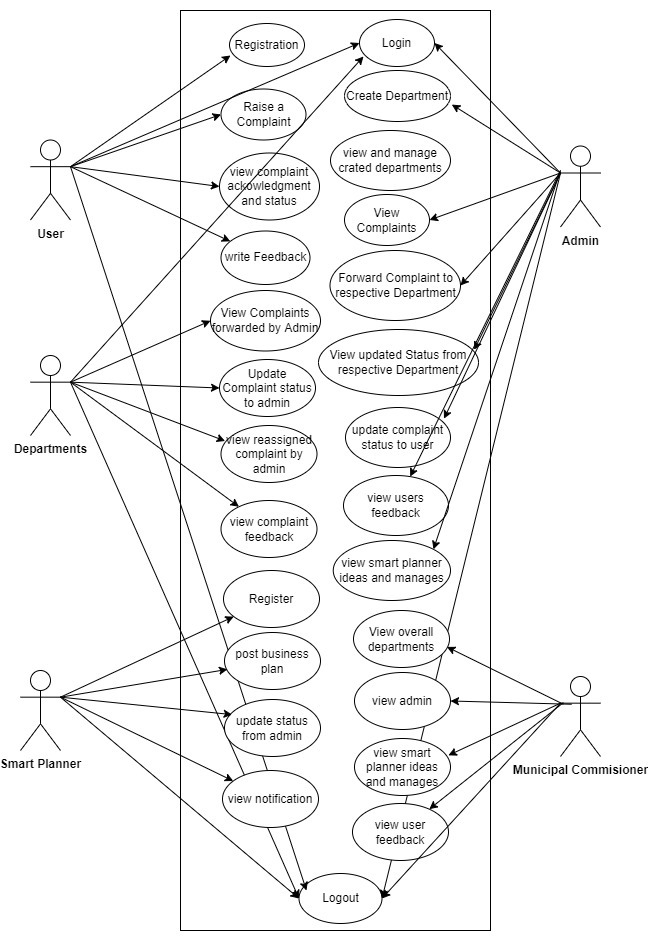 Registration
Login
Create Department
Raise a
Complaint
view and manage
crated departments
view complaint
ackowledgment
and status
View
Complaints
User
Admin
write Feedback
Forward Complaint to
respective Department
View Complaints
forwarded by Admin
View updated Status from
respective Department
Update
Complaint status
to admin
update complaint
status to user
Departments
view reassigned
complaint by
admin
view users
feedback
view complaint
feedback
view smart planner
ideas and manages
Register
View overall
departments
post business
plan
view admin
update status
from admin
Smart Planner
view smart
planner ideas
and manages
Municipal Commisioner
view notification
view user
feedback
Logout